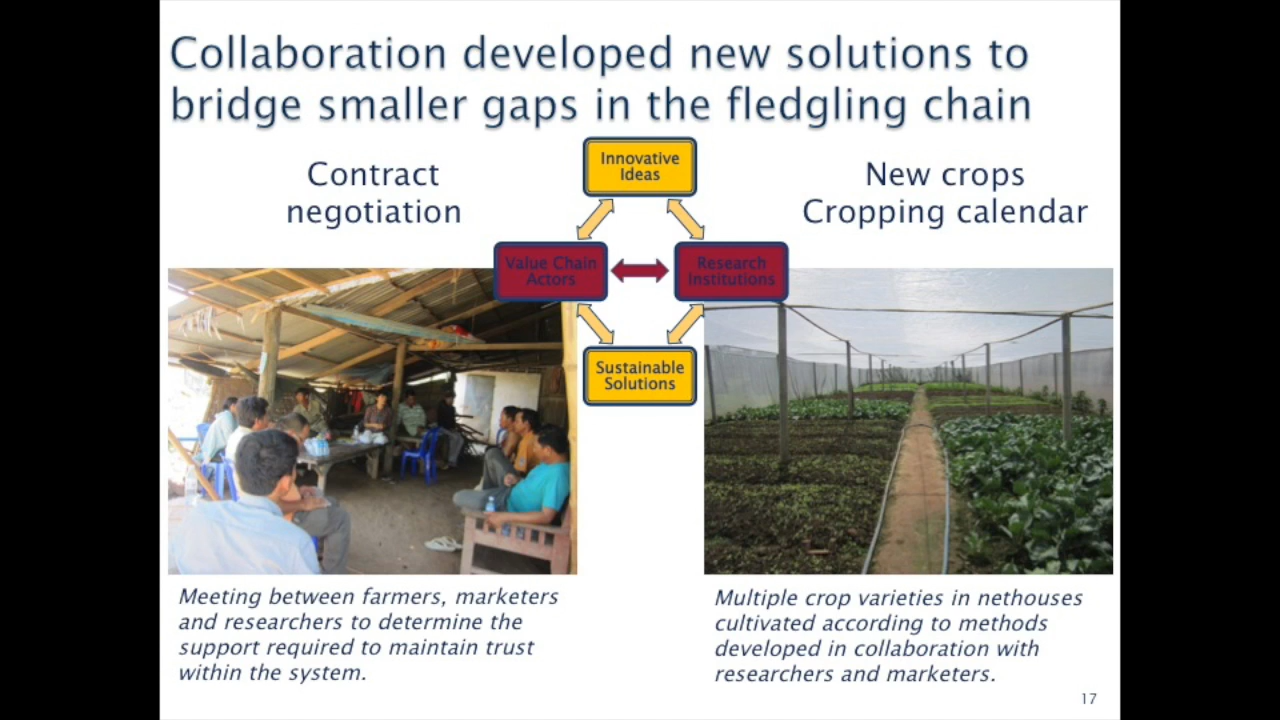 Collaboration developed new solutions to
bridge smaller gaps in the fledgling chain
Contract
negotiation
Innovative
Ideas
New crops
Cropping calendar
Value Chain
Actors
Research
Institutions
Sustainable
Solutions
Meeting between farmers, marketers
and researchers to determine the
support required to maintain trust
within the system.
Multiple crop varieties in nethouses
cultivated according to methods
developed in collaboration with
researchers and marketers.
17